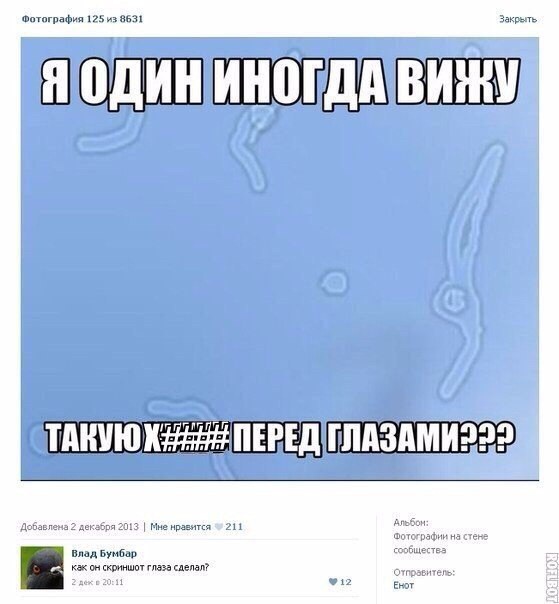 Фотография 125 из 8631
Закрыть
Я ОДИН ИНОГДА ВИЖУ
ТАКУЮ Х#### ПЕРЕД ГЛАЗАМИ???
Добавлена 2 декабря 2013 | Мне нравится 211
Влад Бумбар
как он скриншот глаза сделал?
2 дек в 20:11
12
Альбом:
Фотографии на стене
сообщества
Отправитель:
Енот
ROFLBOT